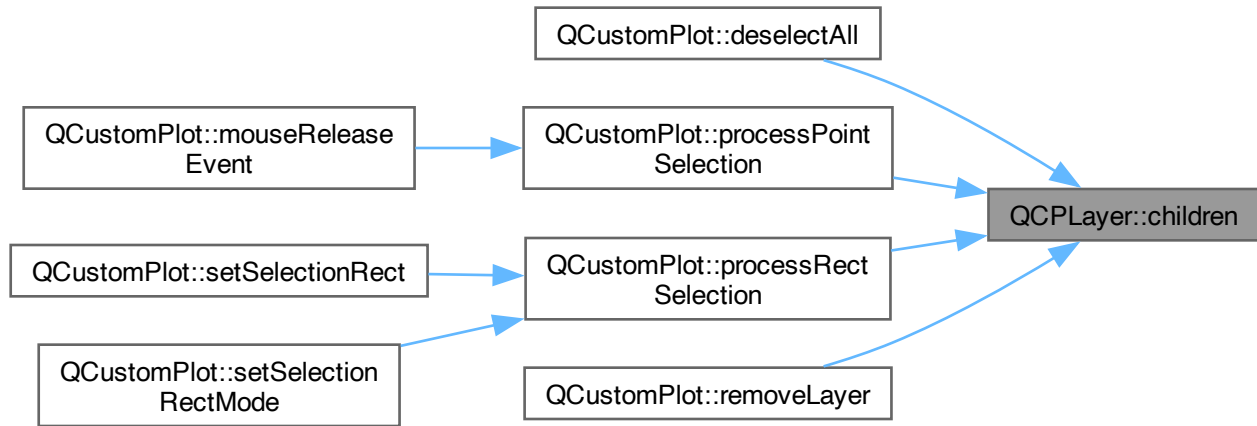 QCustomPlot::deselectAll
QCustomPlot::mouseRelease
Event
QCustomPlot::processPoint
Selection
QCPLayer::children
QCustomPlot::setSelectionRect
QCustomPlot::processRect
Selection
QCustomPlot::setSelection
RectMode
QCustomPlot::removeLayer